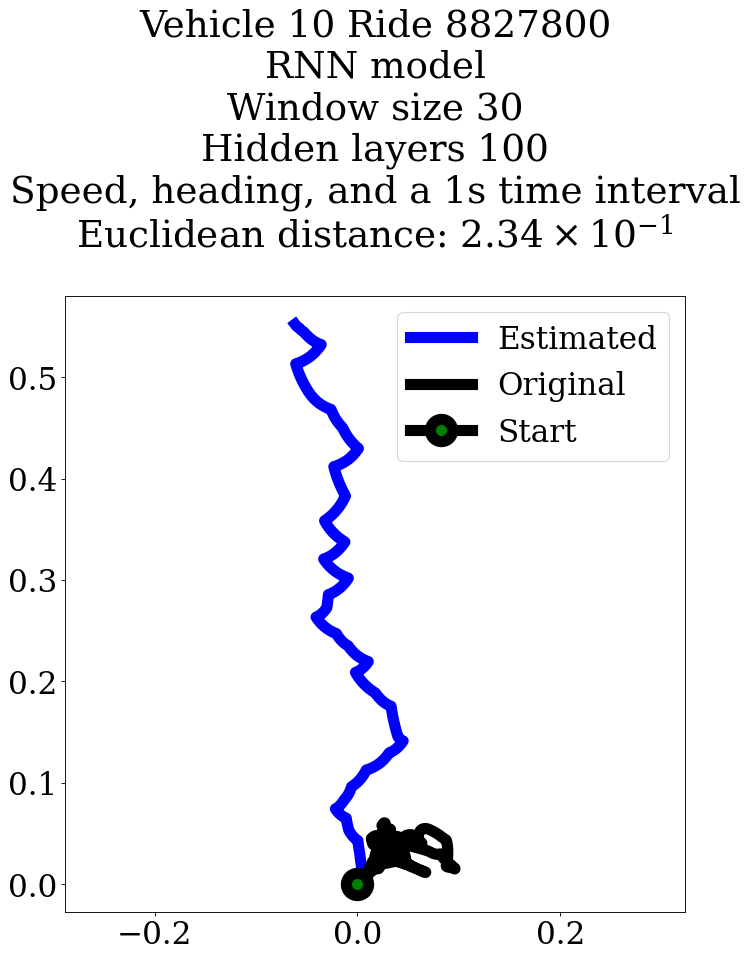 Vehicle 10 Ride 8827800
RNN model
Window size 30
Hidden layers 100
Speed, heading, and a 1s time interval
Euclidean distance: 2.34 × 10⁻¹
Estimated
Original
Start
0.5
0.4
0.3
0.2
0.1
0.0
−0.2 0.0 0.2